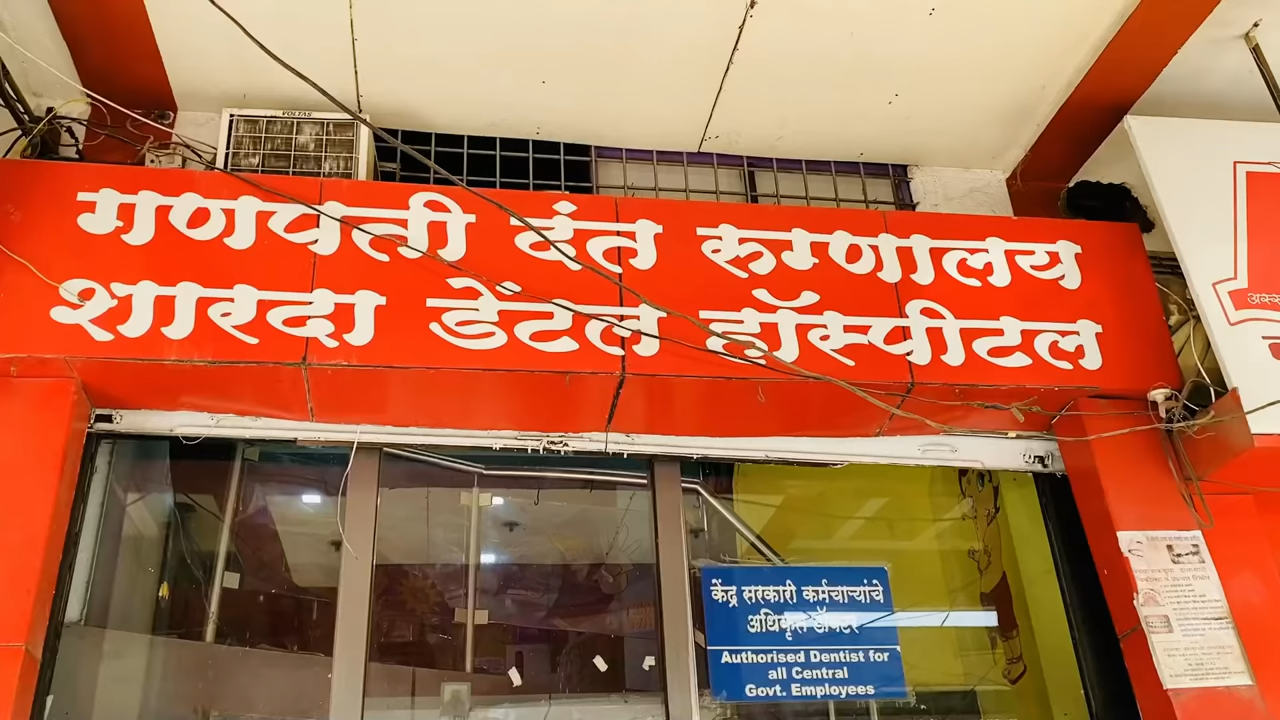 VOLTAS
गणपती दंत रुग्णालय
शारदा डेंटल हॉस्पीटल
केंद्र सरकारी कर्मचाऱ्यांचे
अधिकृत डॉक्टर
Authorised Dentist for
all Central
Govt. Employees